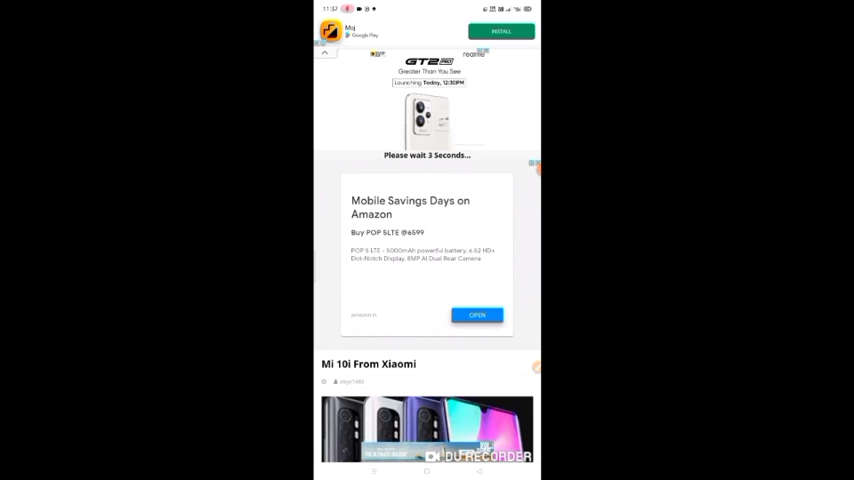 11:57
Moj
Google Play
INSTALL
realme
GT2 PRO
Greater Than You See
Launching Today, 12:30PM
Please wait 3 Seconds...
Mobile Savings Days on
Amazon
Buy POP 5LTE @6599
POP 5 LTE - 5000mAh powerful battery, 6.52 HD+
Dot-Notch Display, 8MP AI Dual Rear Camera
amazon.in
OPEN
Mi 10i From Xiaomi
DU RECORDER